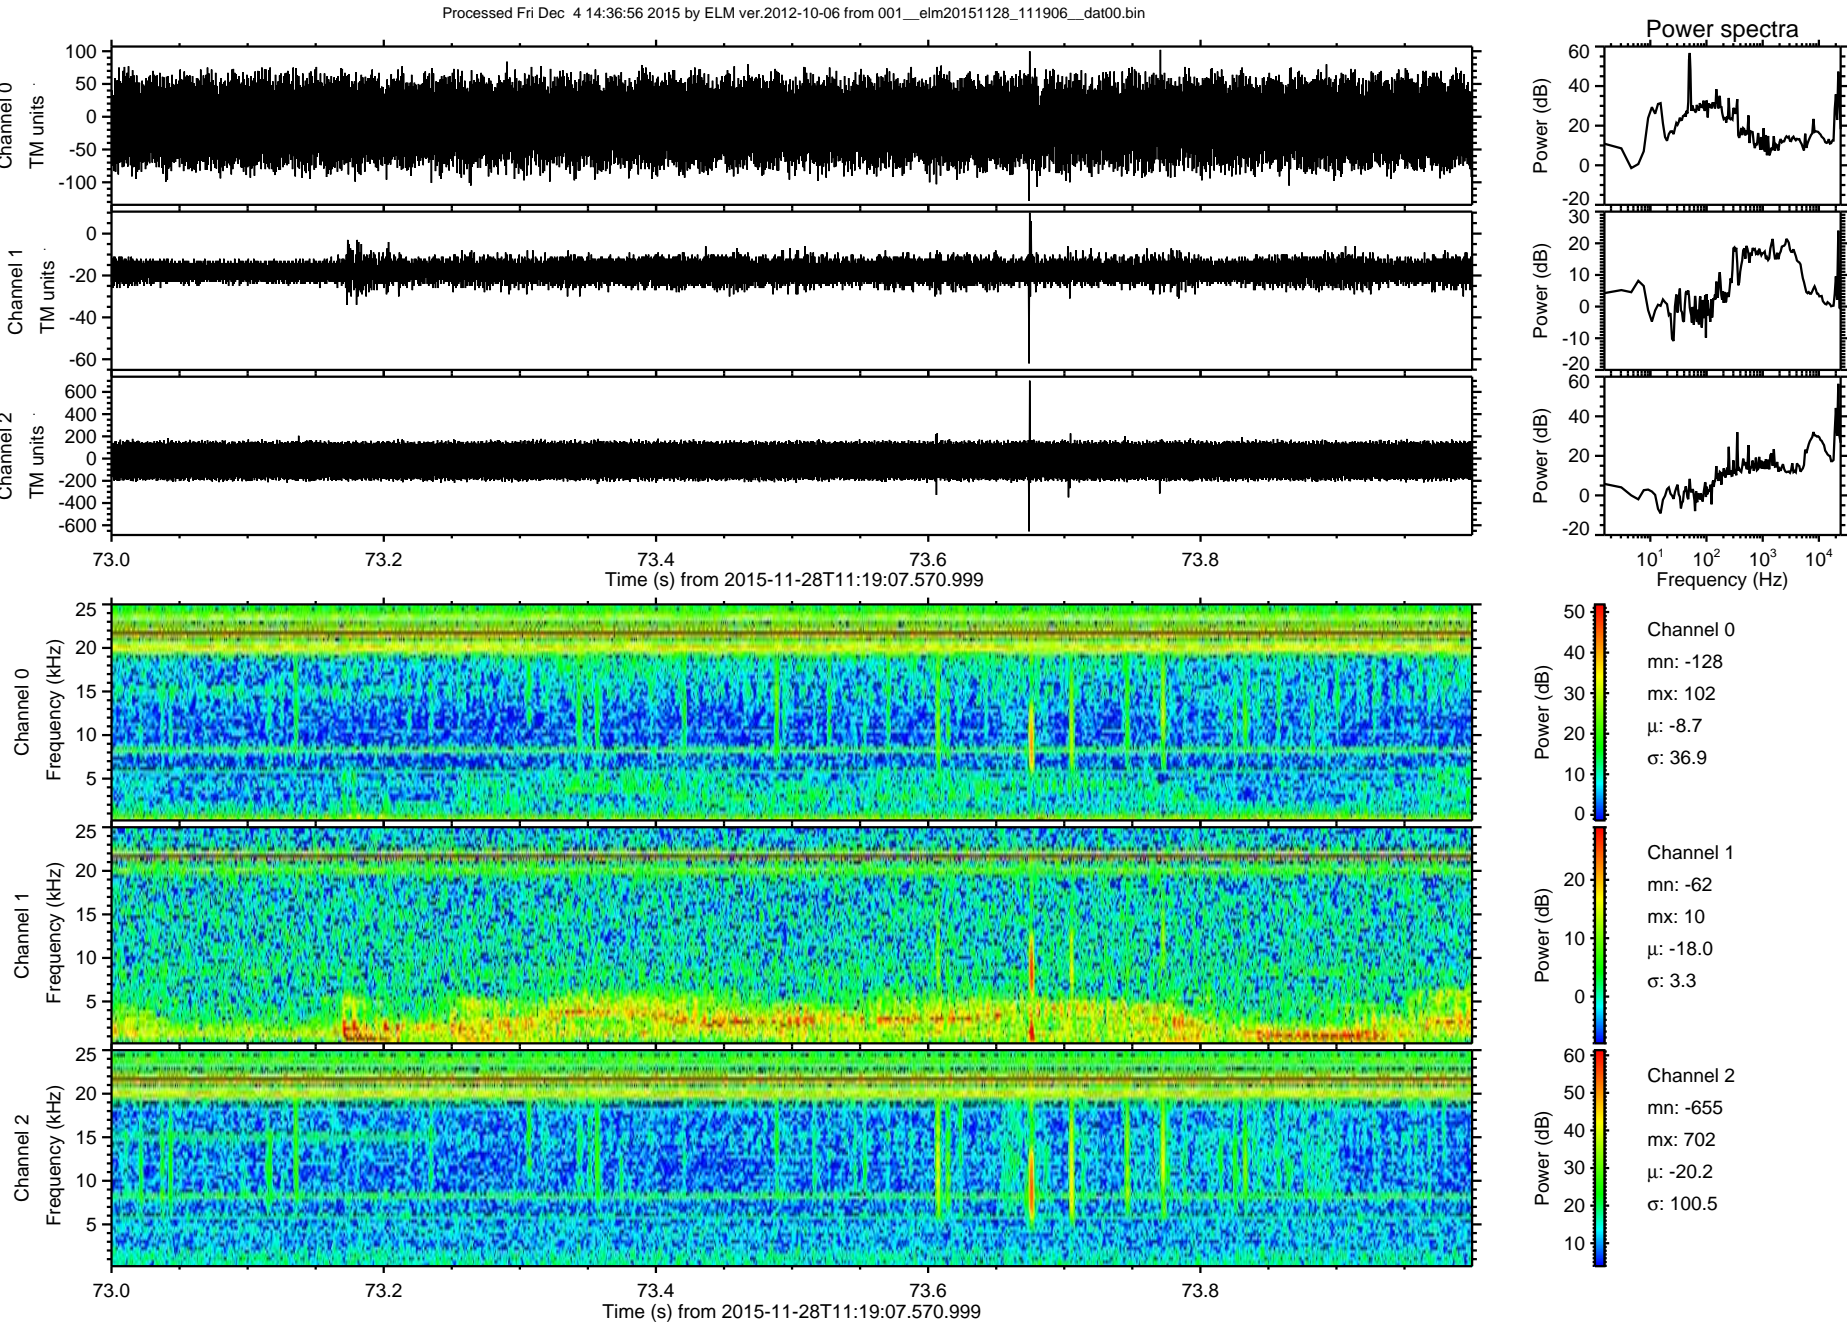 Processed Fri Dec  4 14:36:56 2015 by ELM ver.2012-10-06 from 001__elm20151128_111906__dat00.bin
Power spectra
Channel 0
TM units
100
50
0
-50
-100
Power (dB)
60
40
20
0
-20
Channel 1
TM units
0
-20
-40
-60
Power (dB)
30
20
10
0
-10
-20
Channel 2
TM units
600
400
200
0
-200
-400
-600
Power (dB)
60
40
20
0
-20
73.0 73.2 73.4 73.6 73.8
Time (s) from 2015-11-28T11:19:07.570.999
10¹ 10² 10³ 10⁴
Frequency (Hz)
Channel 0
Frequency (kHz)
25
20
15
10
5
Power (dB)
50
40
30
20
10
0
Channel 0
mn: -128
mx: 102
μ: -8.7
σ: 36.9
Channel 1
Frequency (kHz)
25
20
15
10
5
Power (dB)
20
10
0
Channel 1
mn: -62
mx: 10
μ: -18.0
σ: 3.3
Channel 2
Frequency (kHz)
25
20
15
10
5
Power (dB)
60
50
40
30
20
10
Channel 2
mn: -655
mx: 702
μ: -20.2
σ: 100.5
73.0 73.2 73.4 73.6 73.8
Time (s) from 2015-11-28T11:19:07.570.999